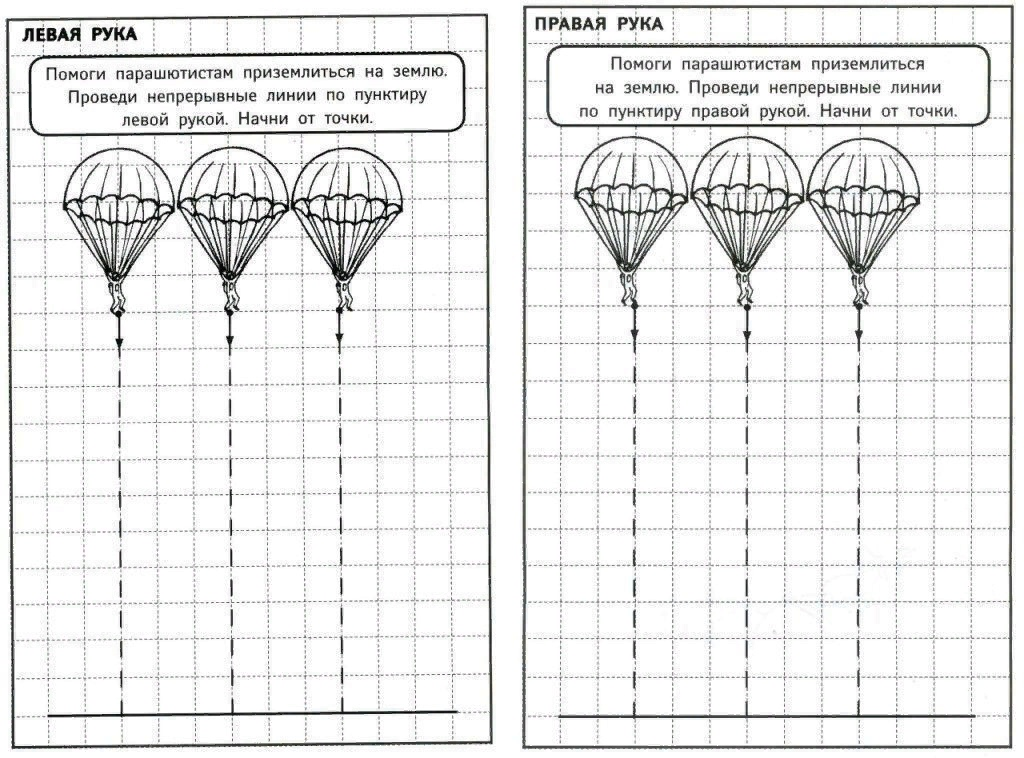 ЛЕВАЯ РУКА
Помоги парашютистам приземлиться на землю.
Проведи непрерывные линии по пунктиру
левой рукой. Начни от точки.
ПРАВАЯ РУКА
Помоги парашютистам приземлиться
на землю. Проведи непрерывные линии
по пунктиру правой рукой. Начни от точки.